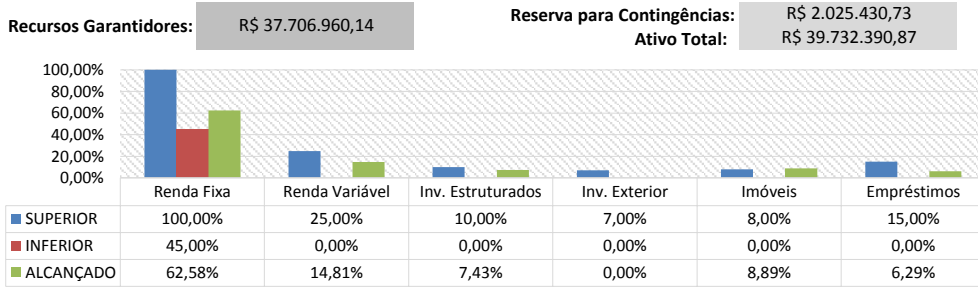 Recursos Garantidores: R$ 37.706.960,14
Reserva para Contingências: R$ 2.025.430,73
Ativo Total: R$ 39.732.390,87
100,00%
80,00%
60,00%
40,00%
20,00%
0,00%
Renda Fixa Renda Variável Inv. Estruturados Inv. Exterior Imóveis Empréstimos
SUPERIOR 100,00% 25,00% 10,00% 7,00% 8,00% 15,00%
INFERIOR 45,00% 0,00% 0,00% 0,00% 0,00% 0,00%
ALCANÇADO 62,58% 14,81% 7,43% 0,00% 8,89% 6,29%